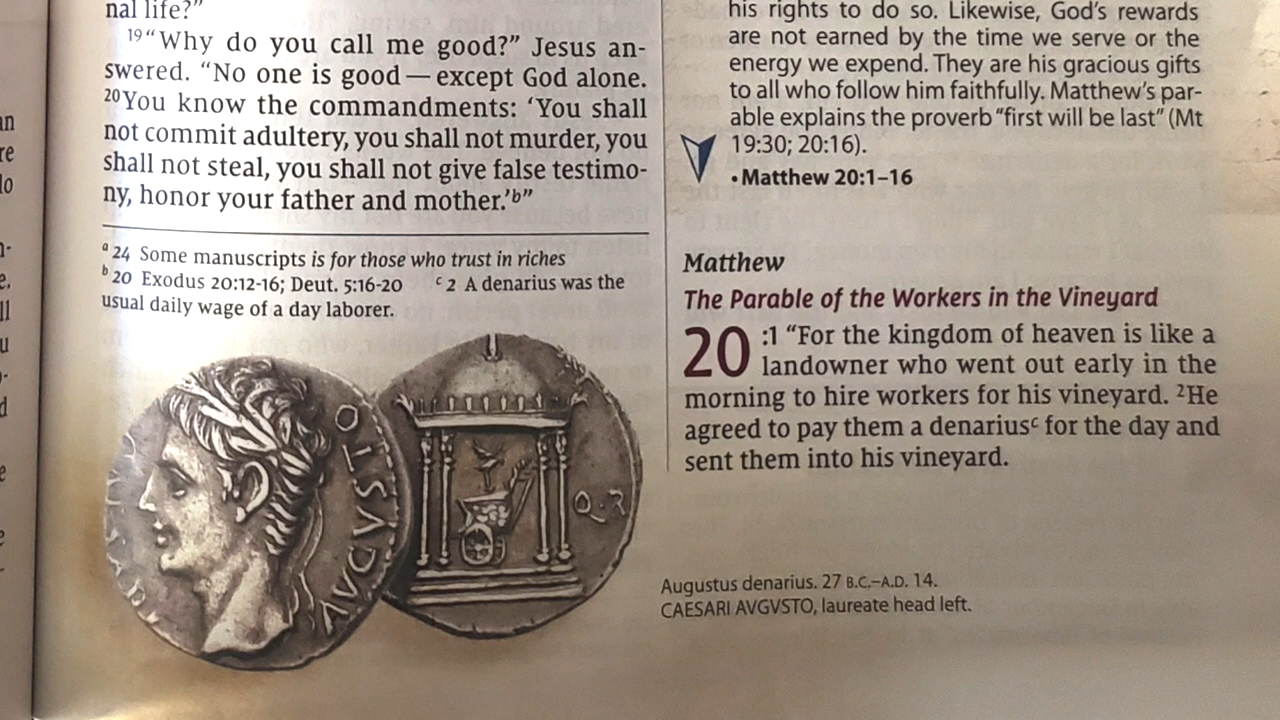 nal life?”
¹⁹“Why do you call me good?” Jesus an-
swered. “No one is good — except God alone.
²⁰You know the commandments: ‘You shall
not commit adultery, you shall not murder, you
shall not steal, you shall not give false testimo-
ny, honor your father and mother.’ᵇ”
ᵃ 24 Some manuscripts is for those who trust in riches
ᵇ 20 Exodus 20:12-16; Deut. 5:16-20 ᶜ 2 A denarius was the
usual daily wage of a day laborer.
Q R
his rights to do so. Likewise, God’s rewards
are not earned by the time we serve or the
energy we expend. They are his gracious gifts
to all who follow him faithfully. Matthew’s par-
able explains the proverb “first will be last” (Mt
19:30; 20:16).
• Matthew 20:1–16
Matthew
The Parable of the Workers in the Vineyard
20 :1 “For the kingdom of heaven is like a
landowner who went out early in the
morning to hire workers for his vineyard. ²He
agreed to pay them a denariusᶜ for the day and
sent them into his vineyard.
Augustus denarius. 27 B.C.–A.D. 14.
CAESARI AVGVSTO, laureate head left.